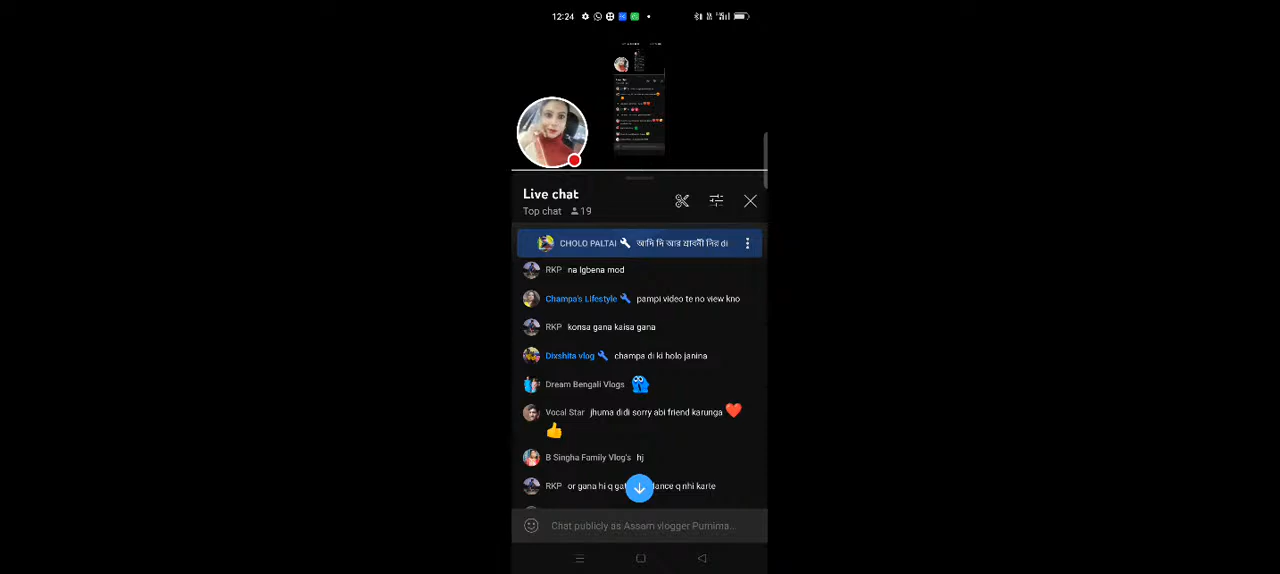 12:24
Live chat
Top chat 19
CHOLO PALTAI আমি দি আর শ্রাবনী নির di
RKP na lgbena mod
Champa's Lifestyle pampi video te no view kno
RKP konsa gana kaisa gana
Dixshita vlog champa di ki holo janina
Dream Bengali Vlogs
Vocal Star jhuma didi sorry abi friend karunga ❤️
👍
B Singha Family Vlog's hj
RKP or gana hi q q nhi karte
Chat publicly as Assam vlogger Purnima...